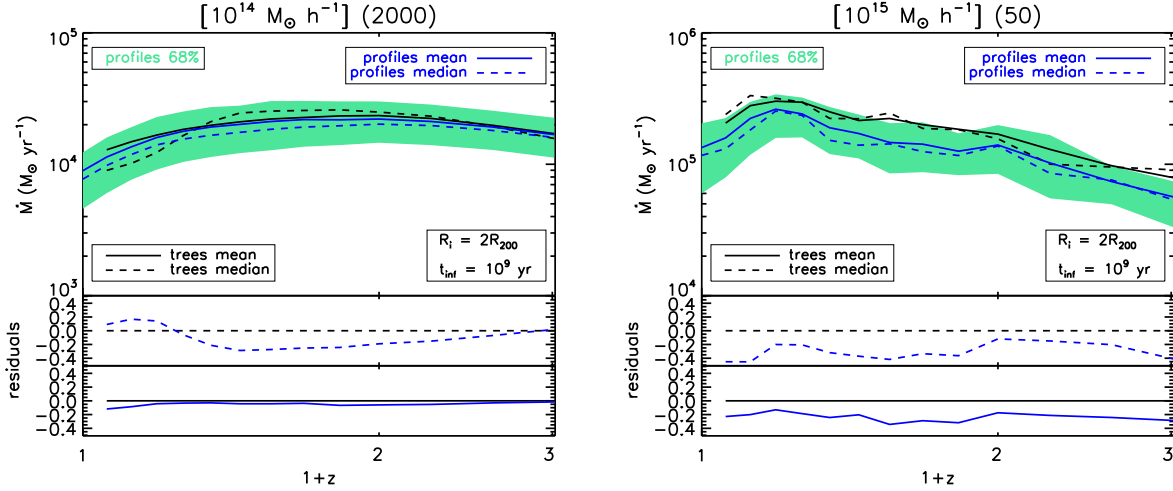 [10¹⁴ M☉ h⁻¹] (2000)
10⁵
10⁴
10³
Ṁ (M☉ yr⁻¹)
profiles 68%
profiles mean
profiles median
trees mean
trees median
Rᵢ = 2R₂₀₀
t_inf = 10⁹ yr
0.4
0.2
0.0
−0.2
−0.4
0.4
0.2
0.0
−0.2
−0.4
residuals
1
2
3
1+z
[10¹⁵ M☉ h⁻¹] (50)
10⁶
10⁵
10⁴
Ṁ (M☉ yr⁻¹)
profiles 68%
profiles mean
profiles median
trees mean
trees median
Rᵢ = 2R₂₀₀
t_inf = 10⁹ yr
0.4
0.2
0.0
−0.2
−0.4
0.4
0.2
0.0
−0.2
−0.4
residuals
1
2
3
1+z